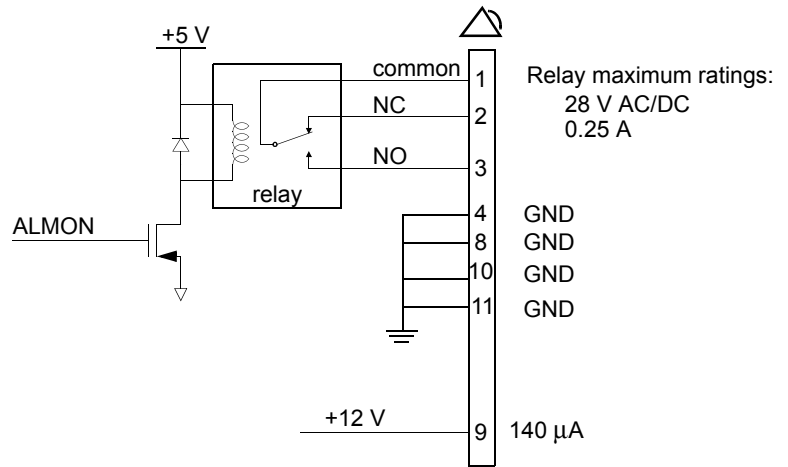 +5 V
common
1
Relay maximum ratings:
28 V AC/DC
0.25 A
NC
2
NO
3
relay
ALMON
4 GND
8 GND
10 GND
11 GND
+12 V
9
140 μA